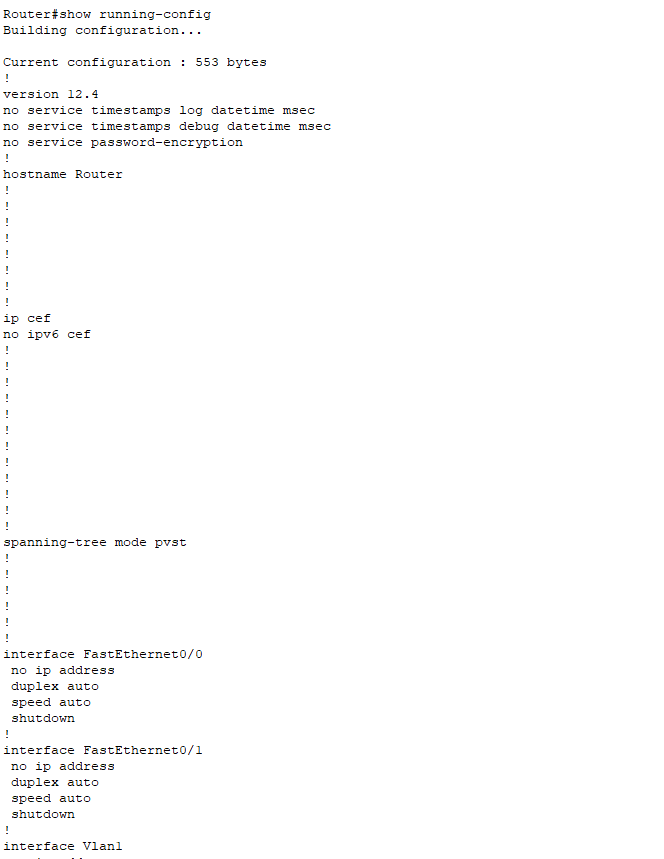 Router#show running-config
Building configuration...
Current configuration : 553 bytes
!
version 12.4
no service timestamps log datetime msec
no service timestamps debug datetime msec
no service password-encryption
!
hostname Router
!
!
!
!
!
!
!
!
ip cef
no ipv6 cef
!
!
!
!
!
!
!
!
!
!
!
!
spanning-tree mode pvst
!
!
!
!
!
!
interface FastEthernet0/0
 no ip address
 duplex auto
 speed auto
 shutdown
!
interface FastEthernet0/1
 no ip address
 duplex auto
 speed auto
 shutdown
!
interface Vlan1